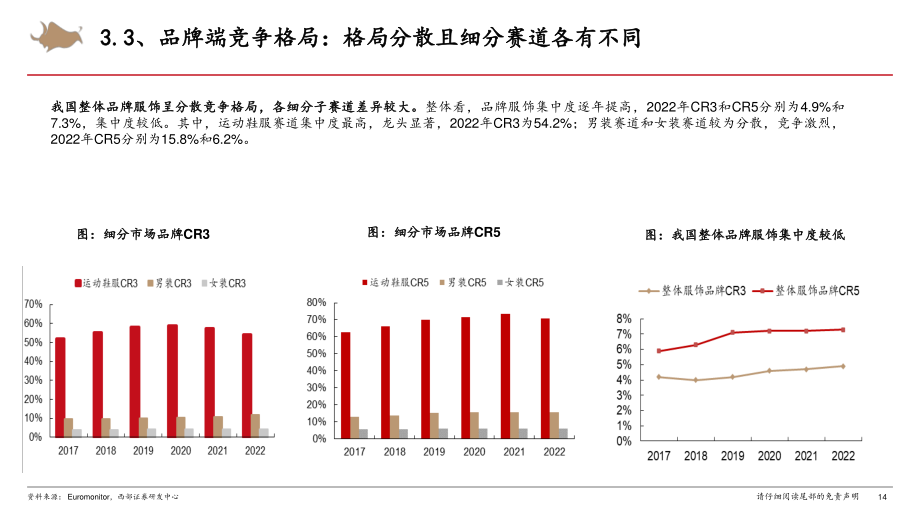 3.3、品牌端竞争格局：格局分散且细分赛道各有不同
我国整体品牌服饰呈分散竞争格局，各细分子赛道差异较大。整体看，品牌服饰集中度逐年提高，2022年CR3和CR5分别为4.9%和
7.3%，集中度较低。其中，运动鞋服赛道集中度最高，龙头显著，2022年CR3为54.2%；男装赛道和女装赛道较为分散，竞争激烈，
2022年CR5分别为15.8%和6.2%。
图：细分市场品牌CR3
运动鞋服CR3 男装CR3 女装CR3
70%
60%
50%
40%
30%
20%
10%
0%
2017 2018 2019 2020 2021 2022
图：细分市场品牌CR5
运动鞋服CR5 男装CR5 女装CR5
80%
70%
60%
50%
40%
30%
20%
10%
0%
2017 2018 2019 2020 2021 2022
图：我国整体品牌服饰集中度较低
整体服饰品牌CR3 整体服饰品牌CR5
8%
7%
6%
5%
4%
3%
2%
1%
0%
2017 2018 2019 2020 2021 2022
资料来源：Euromonitor，西部证券研发中心
请仔细阅读尾部的免责声明 14